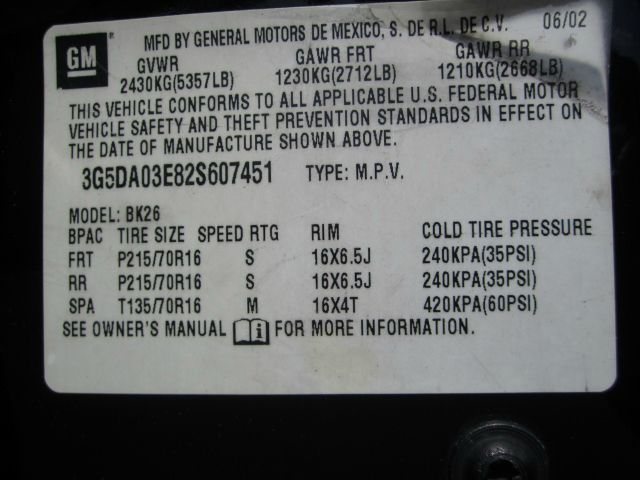 GM MFD BY GENERAL MOTORS DE MEXICO, S. DE R.L. DE C.V. 06/02
GVWR GAWR FRT GAWR RR
2430KG(5357LB) 1230KG(2712LB) 1210KG(2668LB)
THIS VEHICLE CONFORMS TO ALL APPLICABLE U.S. FEDERAL MOTOR
VEHICLE SAFETY AND THEFT PREVENTION STANDARDS IN EFFECT ON
THE DATE OF MANUFACTURE SHOWN ABOVE.
3G5DA03E82S607451 TYPE: M.P.V.
MODEL: BK26
BPAC TIRE SIZE SPEED RTG RIM COLD TIRE PRESSURE
FRT P215/70R16 S 16X6.5J 240KPA(35PSI)
RR P215/70R16 S 16X6.5J 240KPA(35PSI)
SPA T135/70R16 M 16X4T 420KPA(60PSI)
SEE OWNER'S MANUAL i FOR MORE INFORMATION.